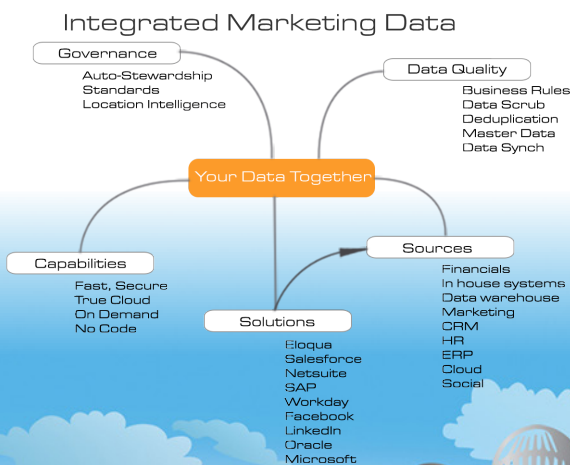 Integrated Marketing Data
Governance
Auto-Stewardship
Standards
Location Intelligence
Data Quality
Business Rules
Data Scrub
Deduplication
Master Data
Data Synch
Your Data Together
Capabilities
Fast, Secure
True Cloud
On Demand
No Code
Solutions
Eloqua
Salesforce
Netsuite
SAP
Workday
Facebook
LinkedIn
Oracle
Microsoft
Sources
Financials
In house systems
Data warehouse
Marketing
CRM
HR
ERP
Cloud
Social